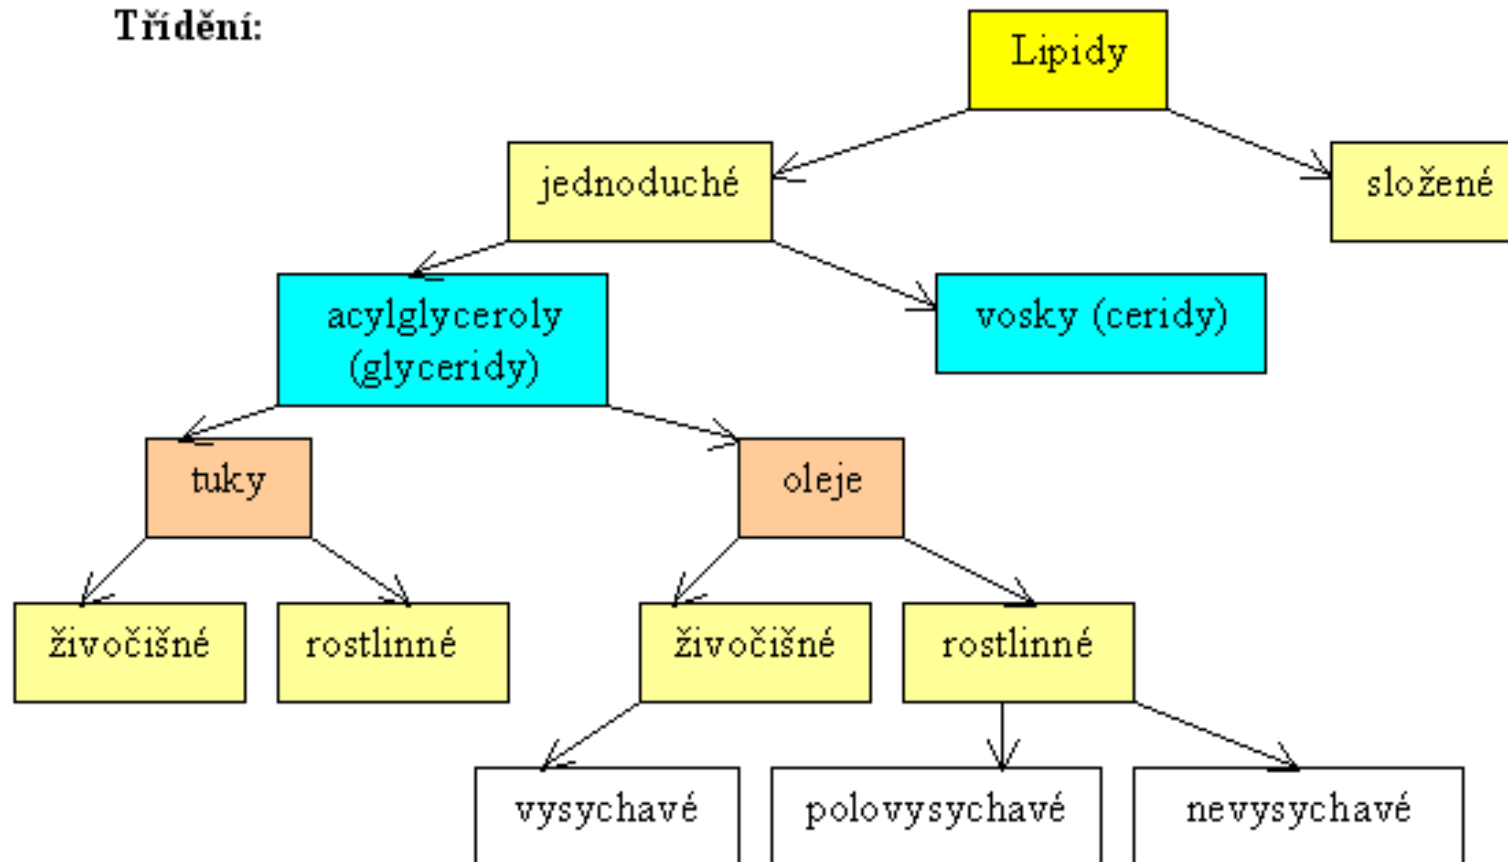 Třídění:
Lipidy
jednoduché
složené
acylglyceroly
(glyceridy)
vosky (ceridy)
tuky
oleje
živočišné
rostlinné
živočišné
rostlinné
vysychavé
polovysychavé
nevysychavé